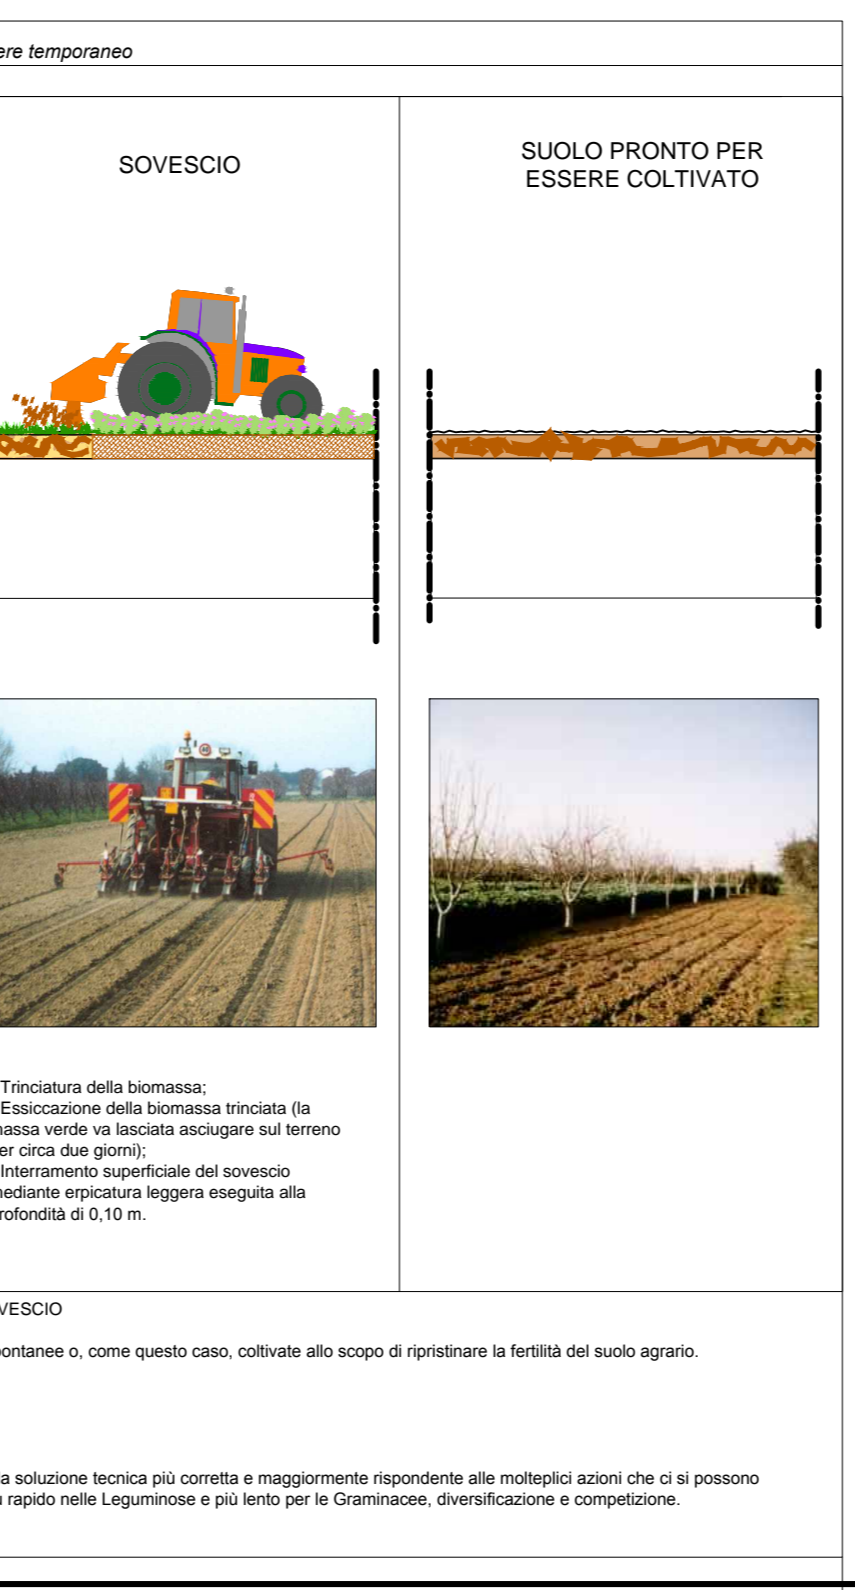 ere temporaneo
SOVESCIO
SUOLO PRONTO PER
ESSERE COLTIVATO
Trinciatura della biomassa;
Essiccazione della biomassa trinciata (la
massa verde va lasciata asciugare sul terreno
er circa due giorni);
Interramento superficiale del sovescio
mediante erpicatura leggera eseguita alla
rofondità di 0,10 m.
VESCIO
ontanee o, come questo caso, coltivate allo scopo di ripristinare la fertilità del suolo agrario.
a soluzione tecnica più corretta e maggiormente rispondente alle molteplici azioni che ci si possono
rapido nelle Leguminose e più lento per le Graminacee, diversificazione e competizione.